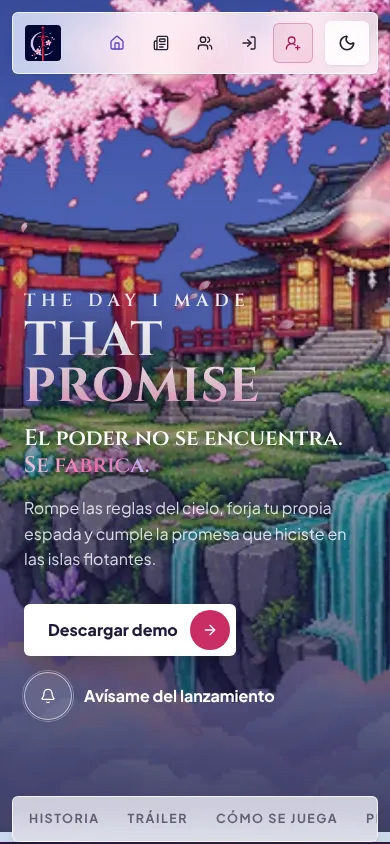 THE DAY I MADE
THAT
PROMISE
EL PODER NO SE ENCUENTRA.
SE FABRICA.
Rompe las reglas del cielo, forja tu propia
espada y cumple la promesa que hiciste en
las islas flotantes.
Descargar demo
Avísame del lanzamiento
HISTORIA TRÁILER CÓMO SE JUEGA